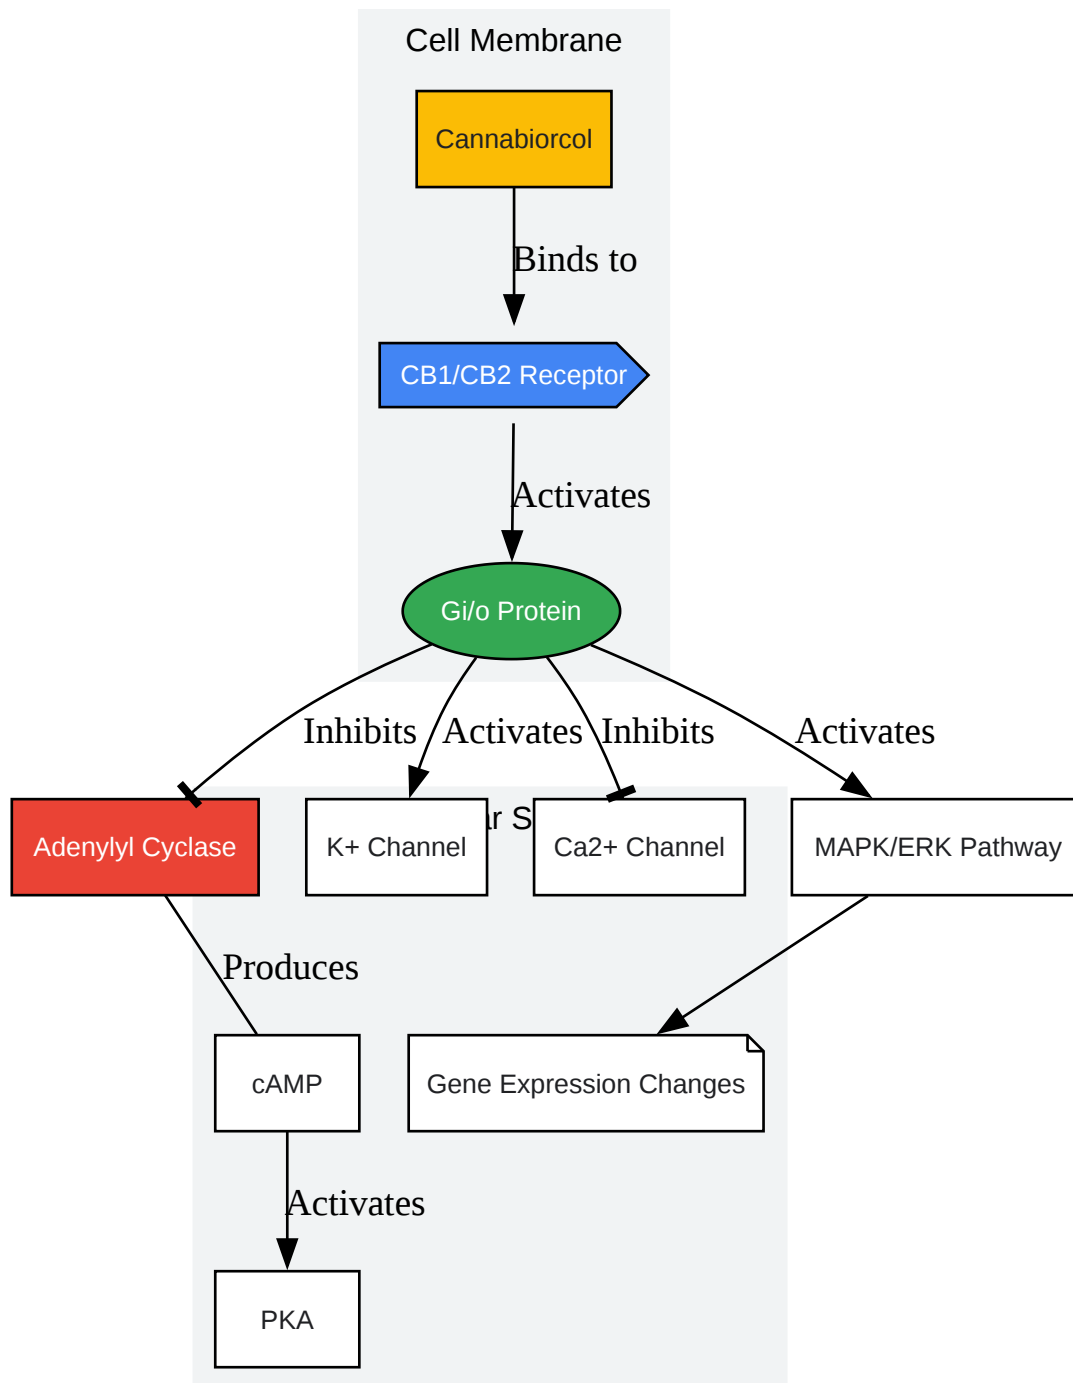 Cell Membrane
Cannabiorcol
Binds to
CB1/CB2 Receptor
Activates
Gi/o Protein
Inhibits
Activates
Inhibits
Activates
Adenylyl Cyclase
K+ Channel
Ca2+ Channel
MAPK/ERK Pathway
Produces
cAMP
Gene Expression Changes
Activates
PKA